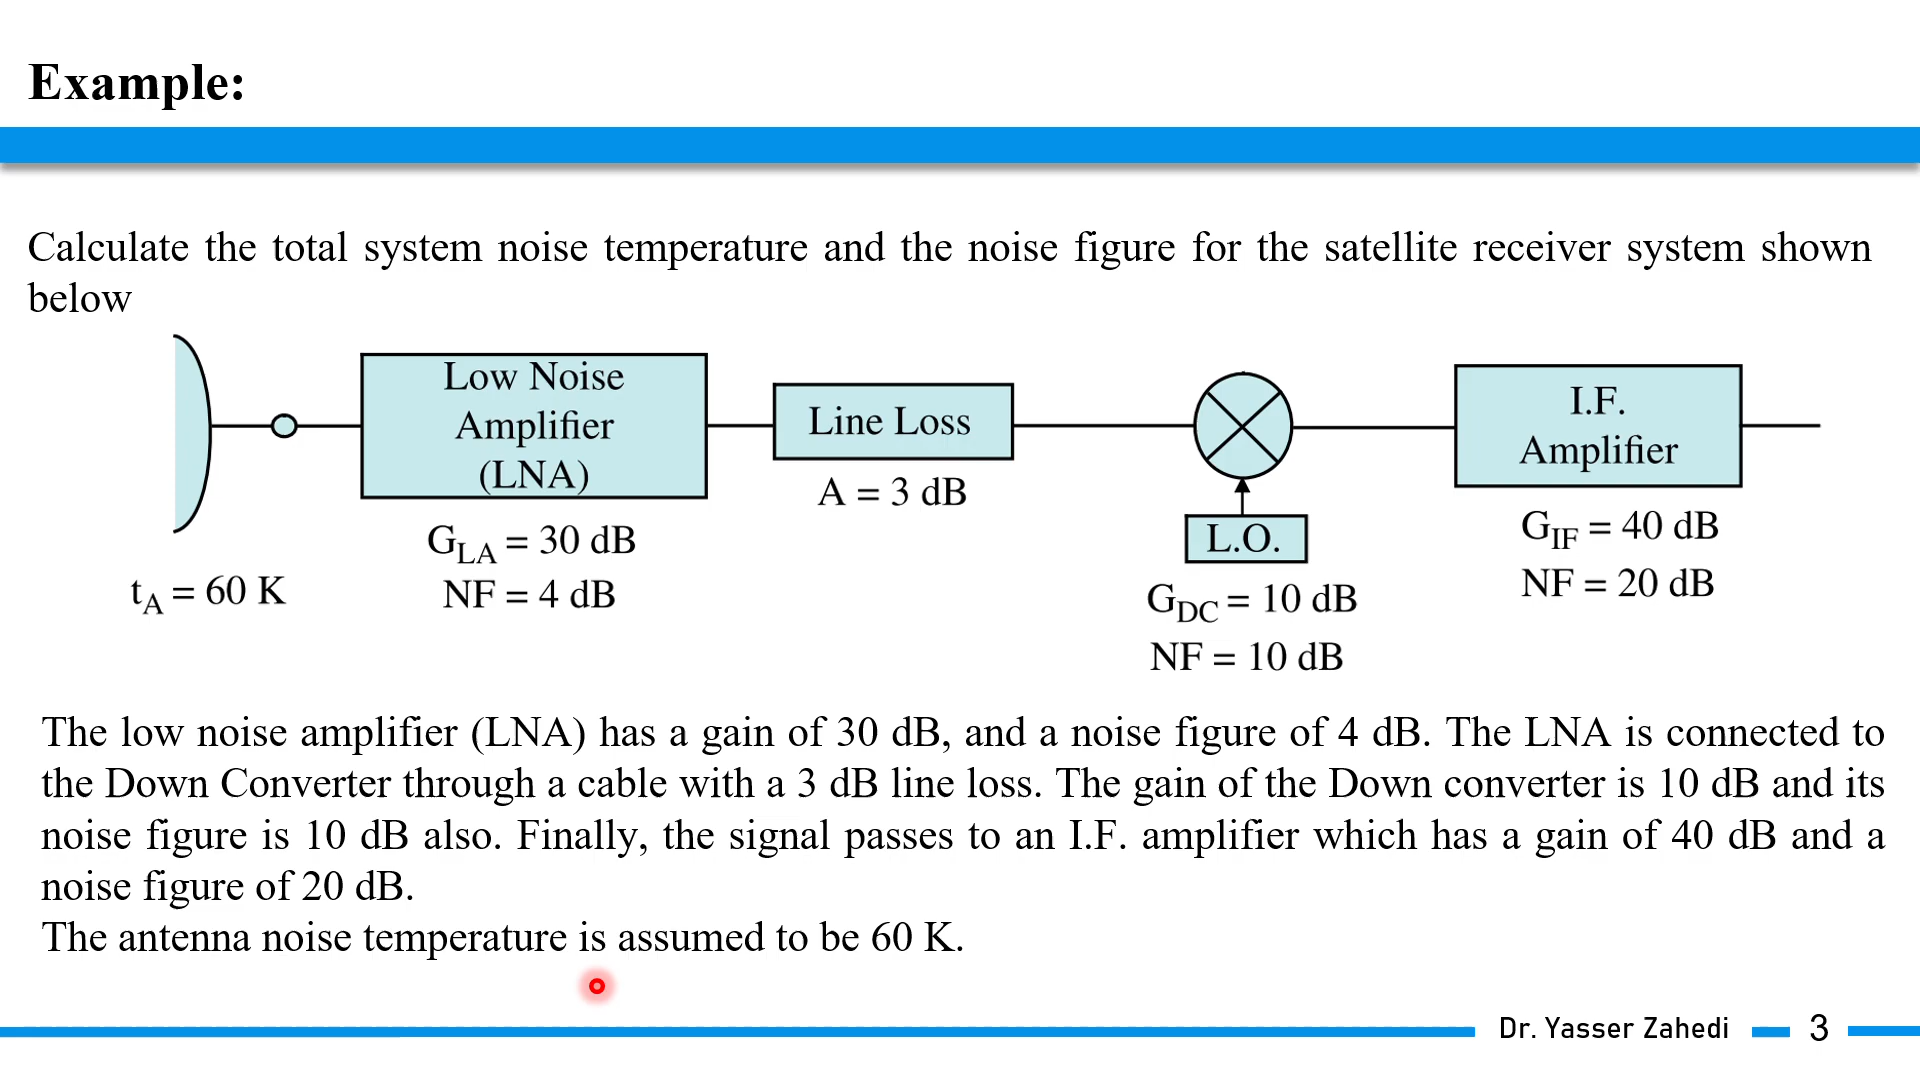 Example:
Calculate the total system noise temperature and the noise figure for the satellite receiver system shown
below
Low Noise
Amplifier
(LNA)
G_LA = 30 dB
NF = 4 dB
t_A = 60 K
Line Loss
A = 3 dB
L.O.
G_DC = 10 dB
NF = 10 dB
I.F.
Amplifier
G_IF = 40 dB
NF = 20 dB
The low noise amplifier (LNA) has a gain of 30 dB, and a noise figure of 4 dB. The LNA is connected to
the Down Converter through a cable with a 3 dB line loss. The gain of the Down converter is 10 dB and its
noise figure is 10 dB also. Finally, the signal passes to an I.F. amplifier which has a gain of 40 dB and a
noise figure of 20 dB.
The antenna noise temperature is assumed to be 60 K.
Dr. Yasser Zahedi
3